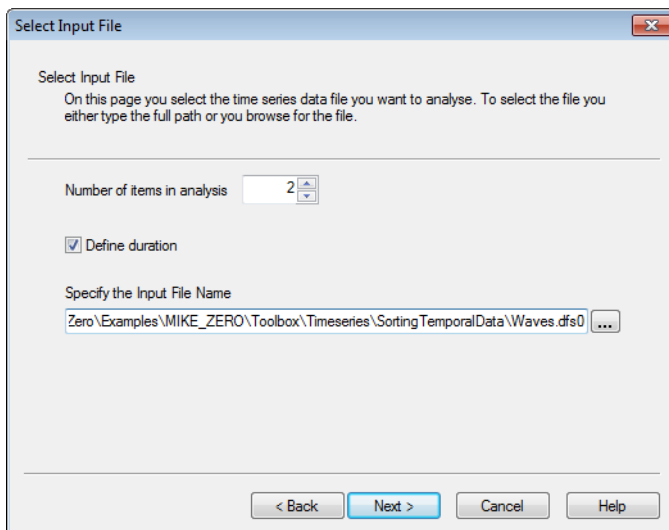 Select Input File
Select Input File
On this page you select the time series data file you want to analyse. To select the file you
either type the full path or you browse for the file.
Number of items in analysis 2
Define duration
Specify the Input File Name
Zero\Examples\MIKE_ZERO\Toolbox\Timeseries\SortingTemporalData\Waves.dfs0 ...
< Back Next > Cancel Help